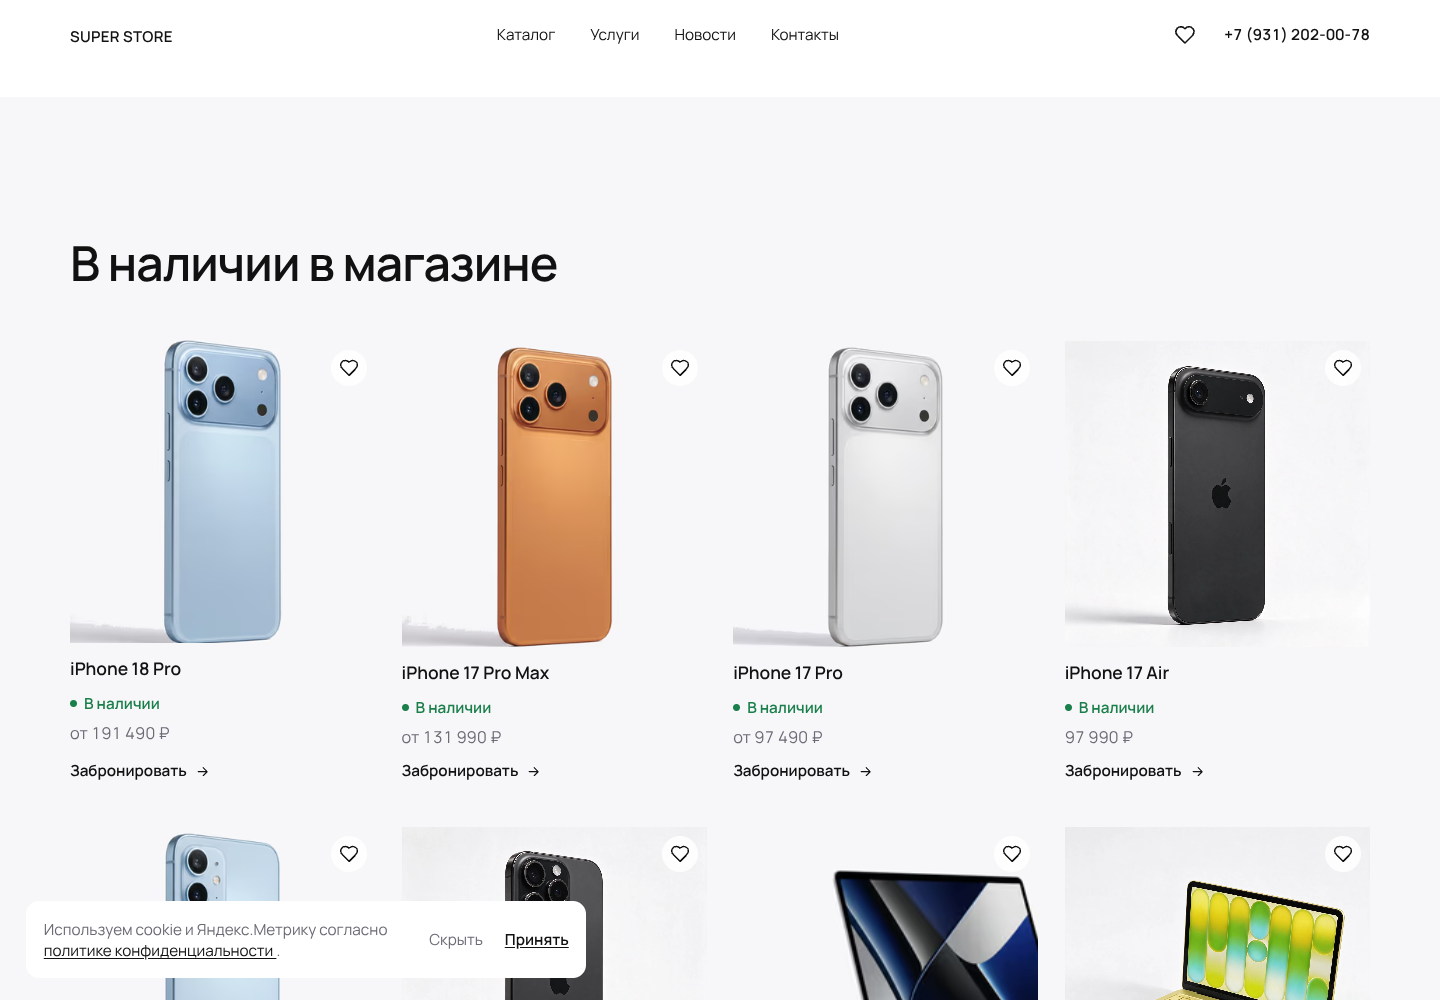 SUPER STORE
Каталог
Услуги
Новости
Контакты
+7 (931) 202-00-78
В наличии в магазине
iPhone 18 Pro
В наличии
от 191 490 ₽
Забронировать →
iPhone 17 Pro Max
В наличии
от 131 990 ₽
Забронировать →
iPhone 17 Pro
В наличии
от 97 490 ₽
Забронировать →
iPhone 17 Air
В наличии
97 990 ₽
Забронировать →
Используем cookie и Яндекс.Метрику согласно
политике конфиденциальности .
Скрыть
Принять